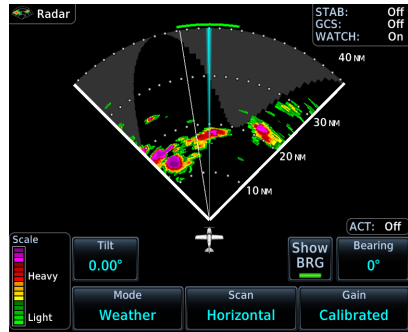 Radar
STAB: Off
GCS: Off
WATCH: On
40 NM
30 NM
20 NM
10 NM
ACT: Off
Scale
Heavy
Light
Tilt
0.00°
Show
BRG
Bearing
0°
Mode
Weather
Scan
Horizontal
Gain
Calibrated